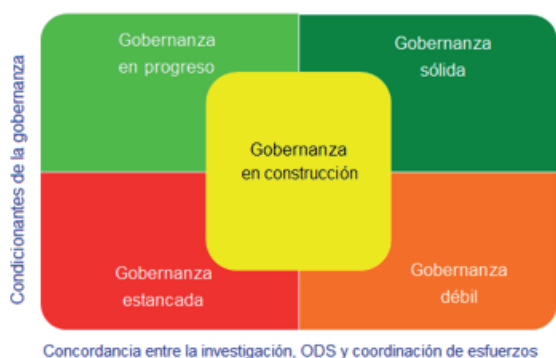 Gobernanza
en progreso
Gobernanza
sólida
Condicionantes de la gobernanza
Gobernanza
en construcción
Gobernanza
estancada
Gobernanza
débil
Concordancia entre la investigación, ODS y coordinación de esfuerzos